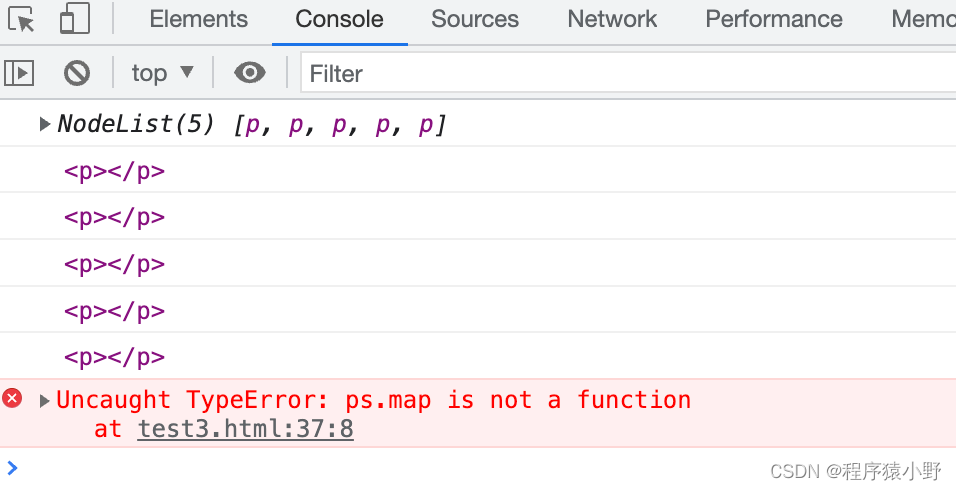 Elements Console Sources Network Performance Memo
top Filter
NodeList(5) [p, p, p, p, p]
<p></p>
<p></p>
<p></p>
<p></p>
<p></p>
Uncaught TypeError: ps.map is not a function
at test3.html:37:8
CSDN @程序猿小野